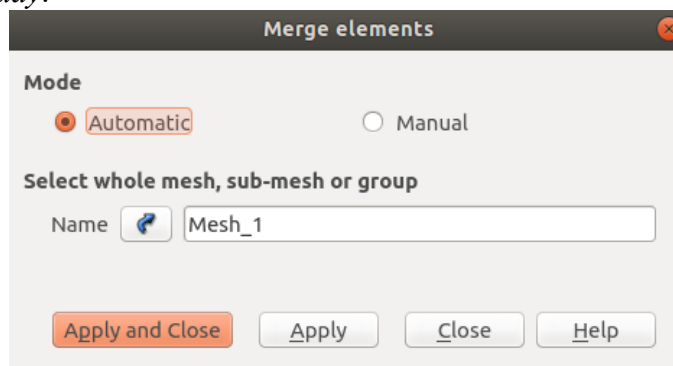 Merge elements
Mode
Automatic Manual
Select whole mesh, sub-mesh or group
Name Mesh_1
Apply and Close Apply Close Help